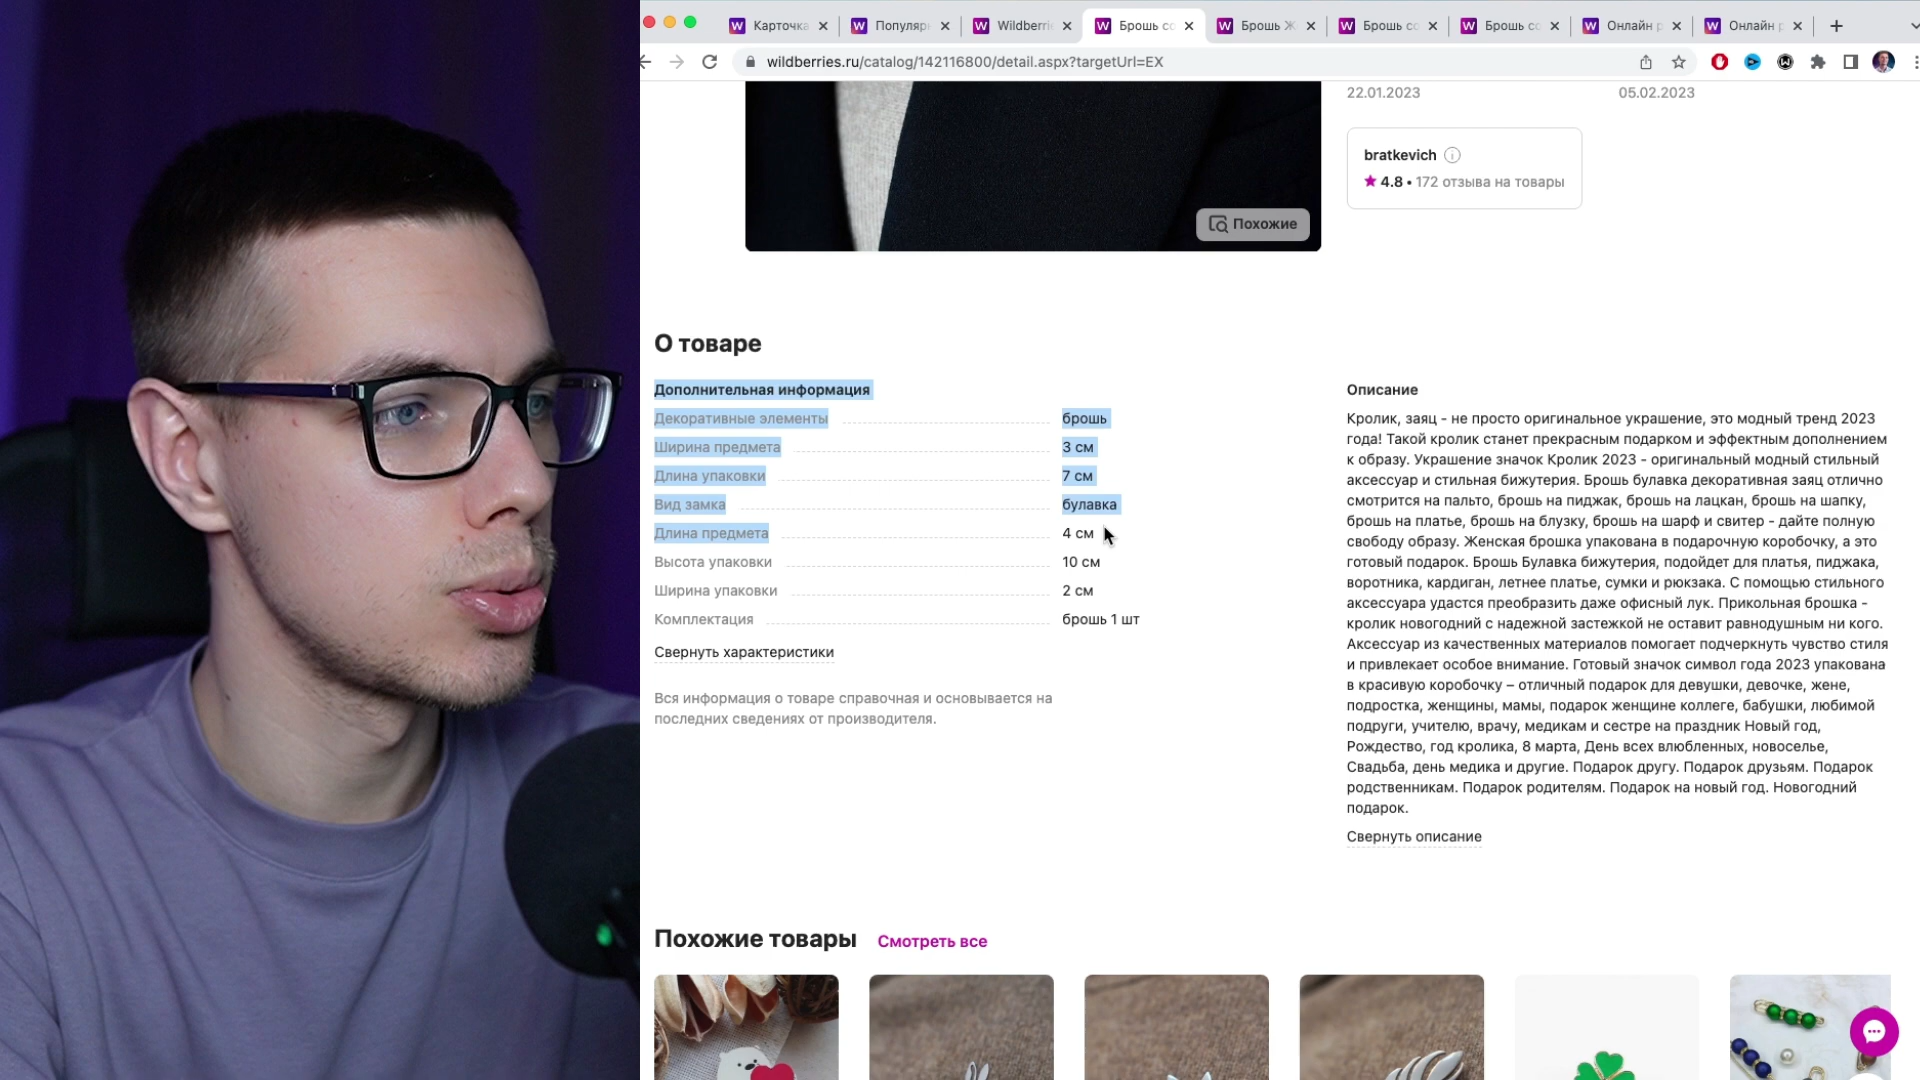 Карточка
Популярн
Wildberri
Брошь со
Брошь Ж
Брошь со
Брошь со
Онлайн р
Онлайн р
wildberries.ru/catalog/142116800/detail.aspx?targetUrl=EX
22.01.2023
05.02.2023
bratkevich
4.8 • 172 отзыва на товары
Похожие
О товаре
Дополнительная информация
Декоративные элементы брошь
Ширина предмета 3 см
Длина упаковки 7 см
Вид замка булавка
Длина предмета 4 см
Высота упаковки 10 см
Ширина упаковки 2 см
Комплектация брошь 1 шт
Свернуть характеристики
Вся информация о товаре справочная и основывается на
последних сведениях от производителя.
Описание
Кролик, заяц - не просто оригинальное украшение, это модный тренд 2023
года! Такой кролик станет прекрасным подарком и эффектным дополнением
к образу. Украшение значок Кролик 2023 - оригинальный модный стильный
аксессуар и стильная бижутерия. Брошь булавка декоративная заяц отлично
смотрится на пальто, брошь на пиджак, брошь на лацкан, брошь на шапку,
брошь на платье, брошь на блузку, брошь на шарф и свитер - дайте полную
свободу образу. Женская брошка упакована в подарочную коробочку, а это
готовый подарок. Брошь Булавка бижутерия, подойдет для платья, пиджака,
воротника, кардиган, летнее платье, сумки и рюкзака. С помощью стильного
аксессуара удастся преобразить даже офисный лук. Прикольная брошка -
кролик новогодний с надежной застежкой не оставит равнодушным ни кого.
Аксессуар из качественных материалов помогает подчеркнуть чувство стиля
и привлекает особое внимание. Готовый значок символ года 2023 упакована
в красивую коробочку – отличный подарок для девушки, девочке, жене,
подростка, женщины, мамы, подарок женщине коллеге, бабушки, любимой
подруги, учителю, врачу, медикам и сестре на праздник Новый год,
Рождество, год кролика, 8 марта, День всех влюбленных, новоселье,
Свадьба, день медика и другие. Подарок другу. Подарок друзьям. Подарок
родственникам. Подарок родителям. Подарок на новый год. Новогодний
подарок.
Свернуть описание
Похожие товары Смотреть все